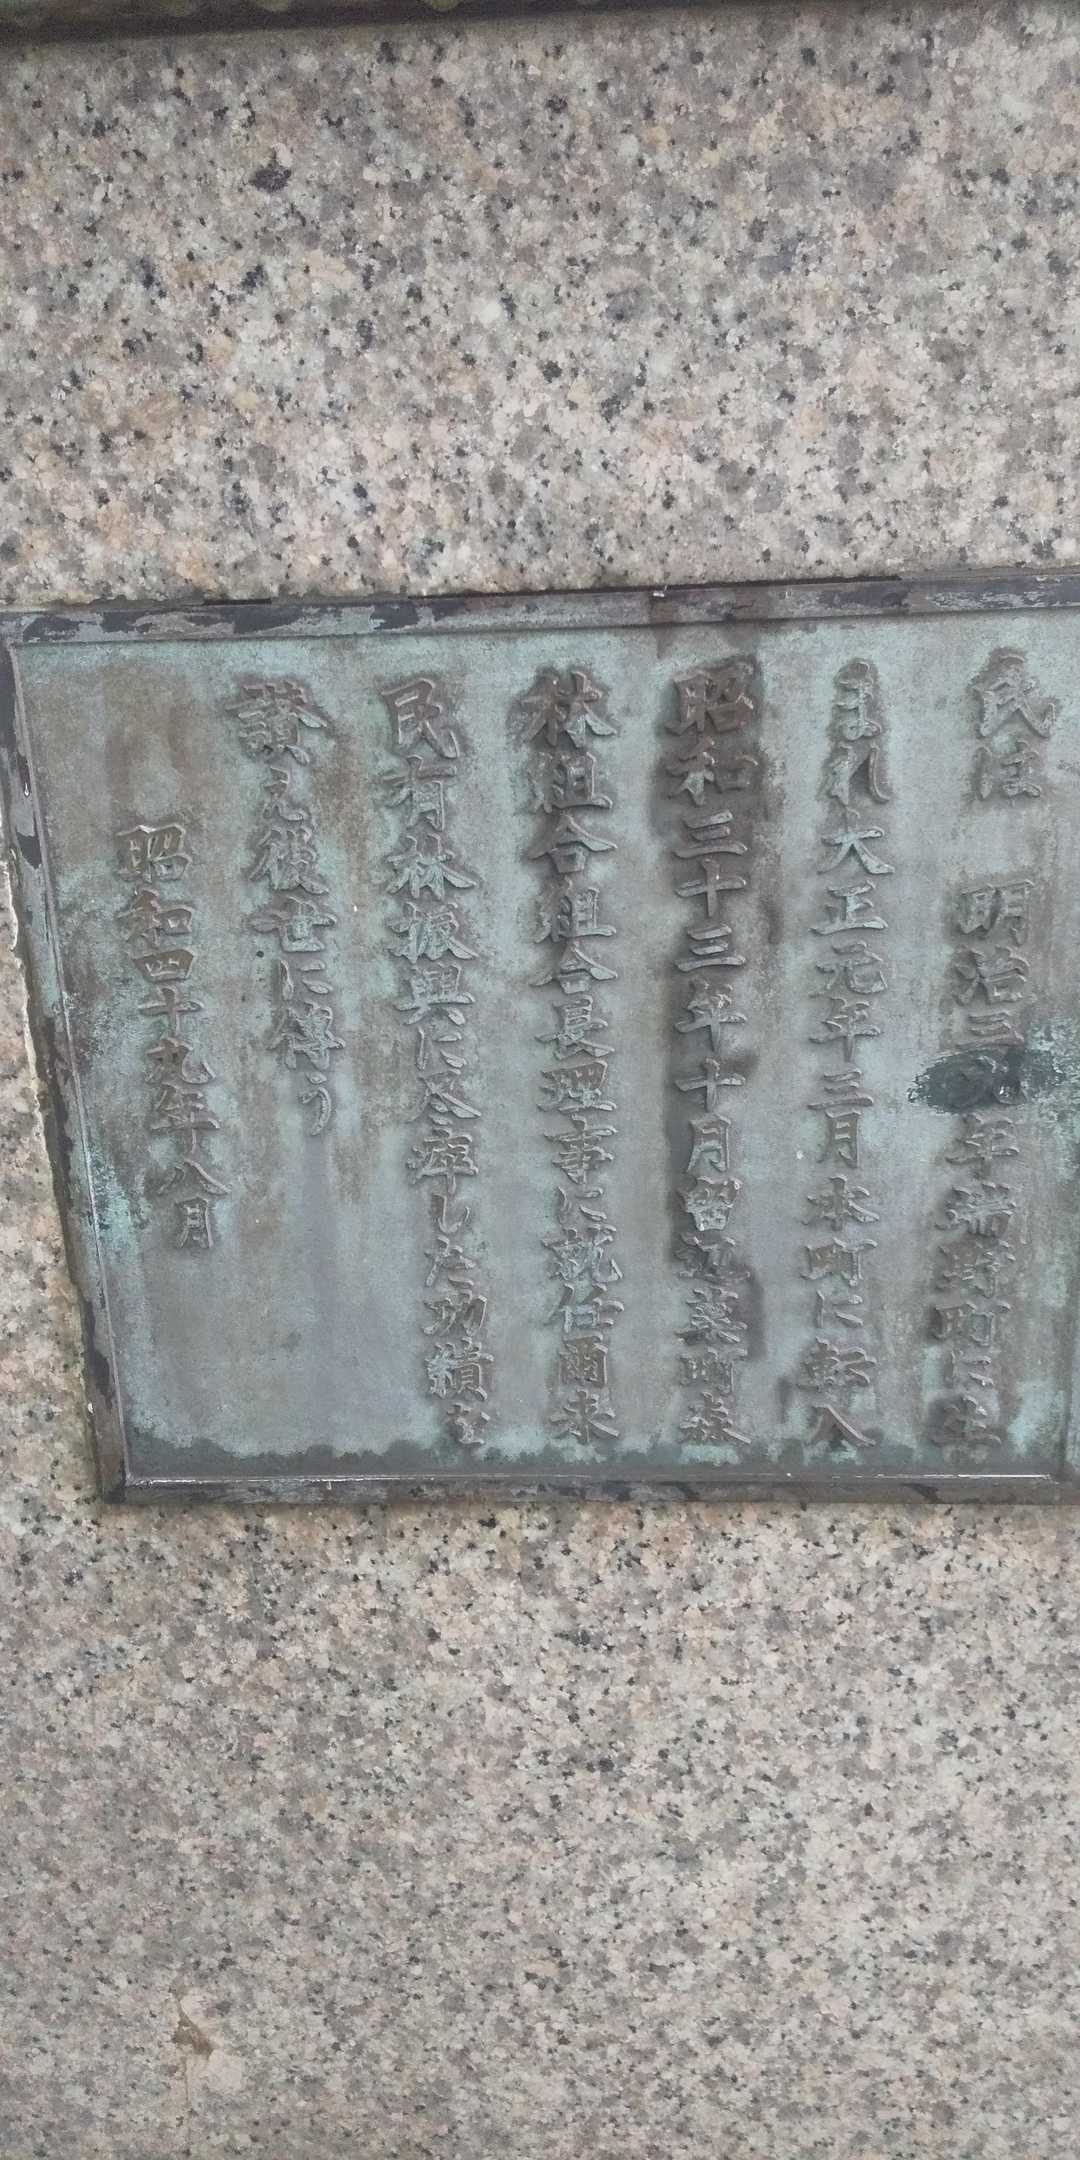 氏は 明治三九年端野町に生
まれ大正元年三月本町に転入
昭和三十三年十月留辺蘂町森
林組合組合長理事に就任爾来
民有林振興に尽瘁した功績を
讃え後世に傳う
昭和四十九年八月